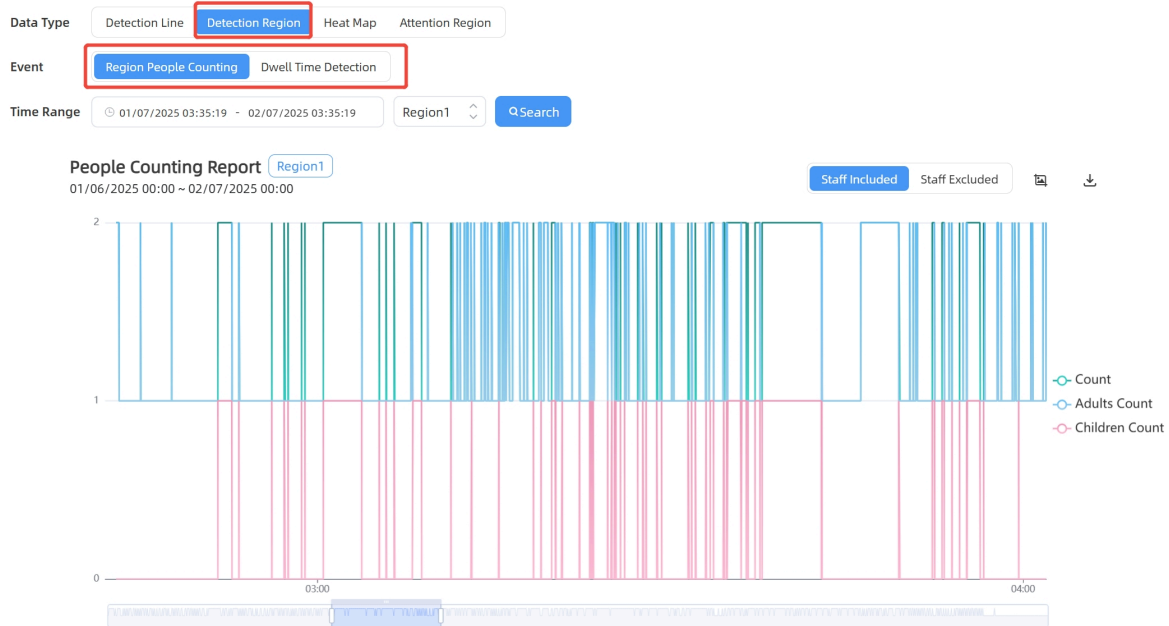 Data Type Detection Line Detection Region Heat Map Attention Region
Event Region People Counting Dwell Time Detection
Time Range 01/07/2025 03:35:19 - 02/07/2025 03:35:19 Region1 Search
People Counting Report Region1
01/06/2025 00:00 ~ 02/07/2025 00:00
Staff Included Staff Excluded
2
1
0
03:00 04:00
Count
Adults Count
Children Count